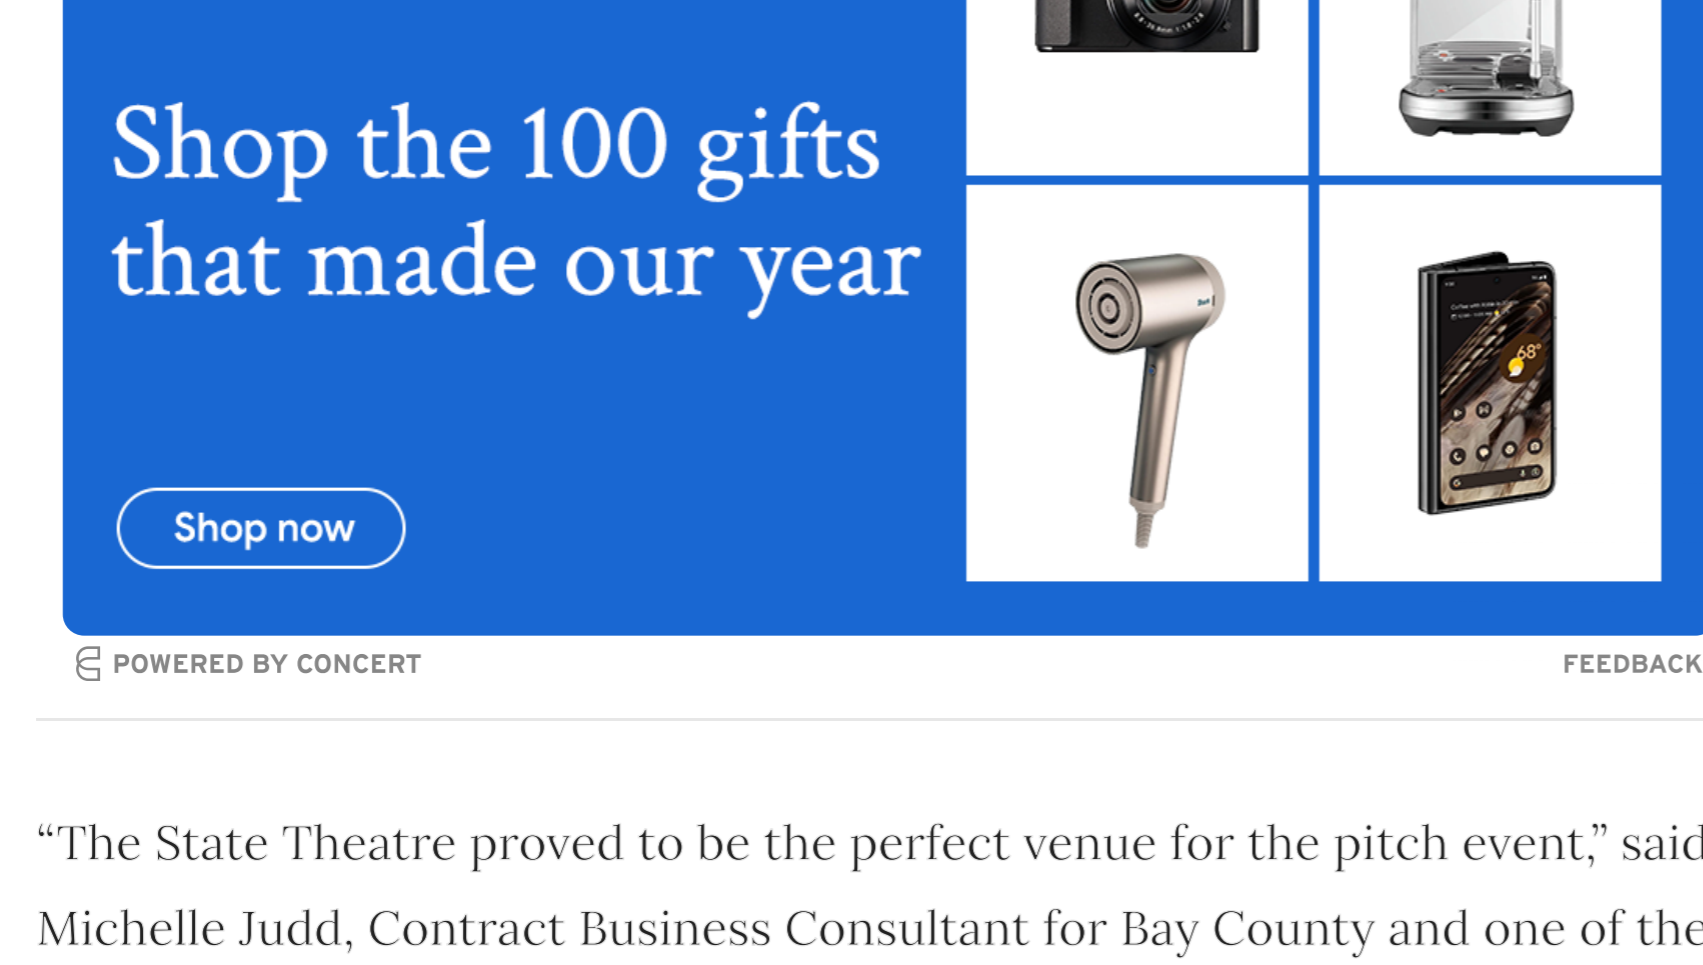 Shop the 100 gifts
that made our year
68°
Shop now
POWERED BY CONCERT
FEEDBACK
“The State Theatre proved to be the perfect venue for the pitch event,” said
Michelle Judd, Contract Business Consultant for Bay County and one of the